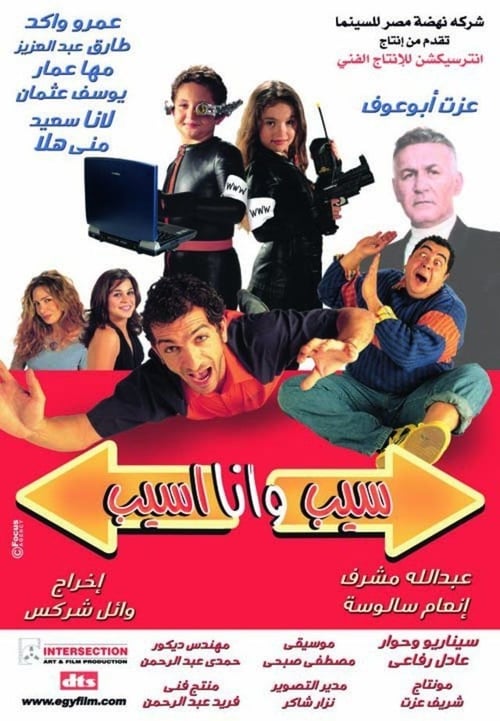 شركه نهضة مصر للسينما
تقدم من إنتاج
انترسيكشن للإنتاج الفني
عمرو واكد
طارق عبد العزيز
مها عمار
يوسف عثمان
لانا سعيد
منى هلا
عزت أبوعوف
www
www
سيب وانا اسيب
©Focus
AGENCY
عبدالله مشرف
إنعام سالوسة
إخراج
وائل شركس
سيناريو وحوار
عادل رفاعى
مونتاج
شريف عزت
موسيقى
مصطفى صبحى
مدير التصوير
نزار شاكر
مهندس ديكور
حمدى عبد الرحمن
منتج فنى
فريد عبد الرحمن
INTERSECTION
ART & FILM PRODUCTION
dts
www.egyfilm.com